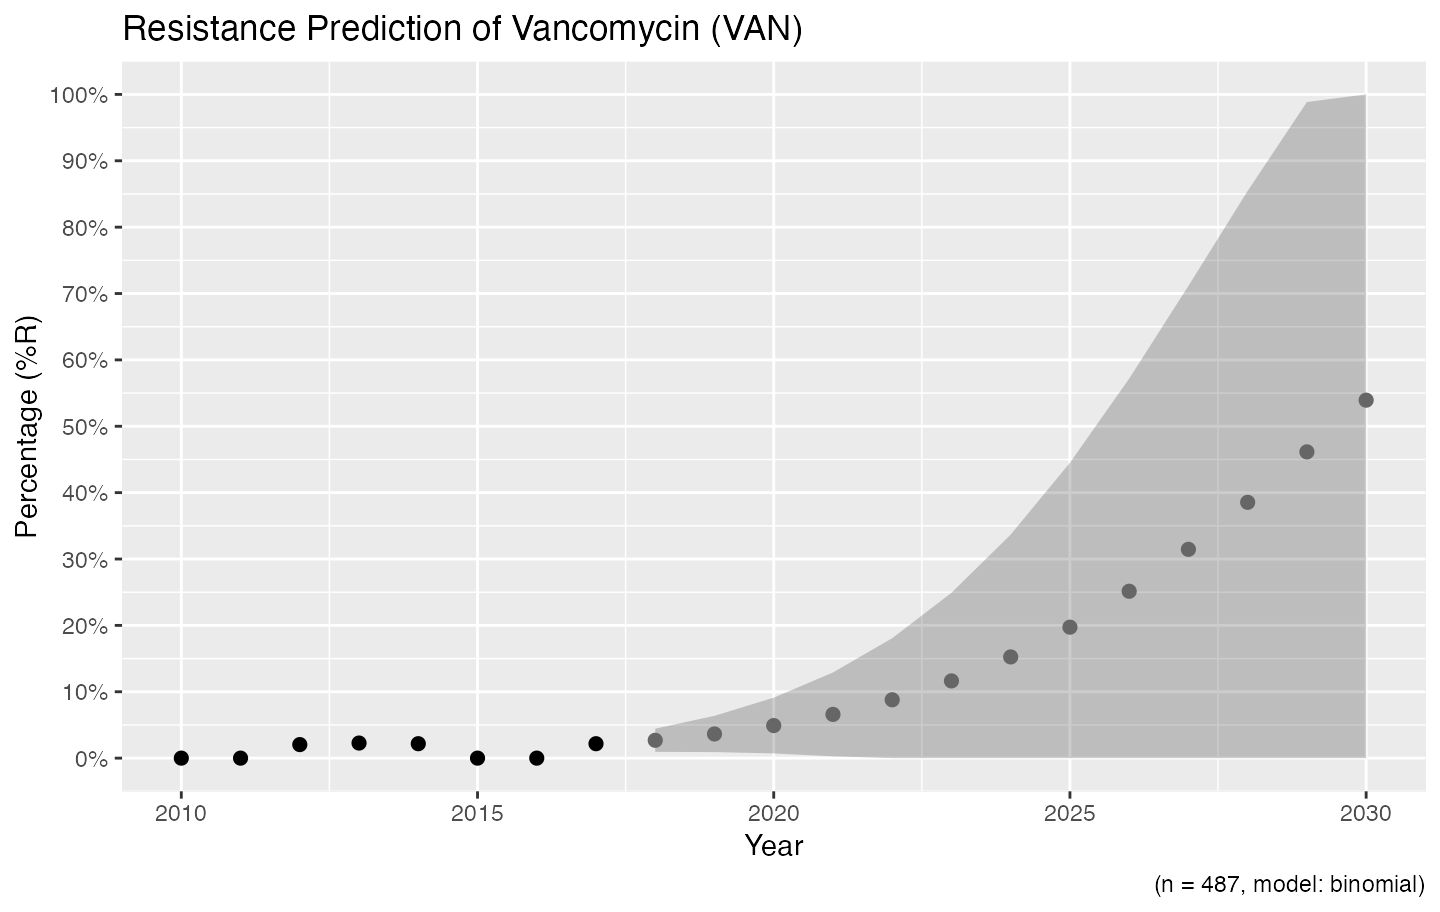 Resistance Prediction of Vancomycin (VAN)
100%
90%
80%
70%
60%
50%
40%
30%
20%
10%
0%
Percentage (%R)
2010 2015 2020 2025 2030
Year
(n = 487, model: binomial)